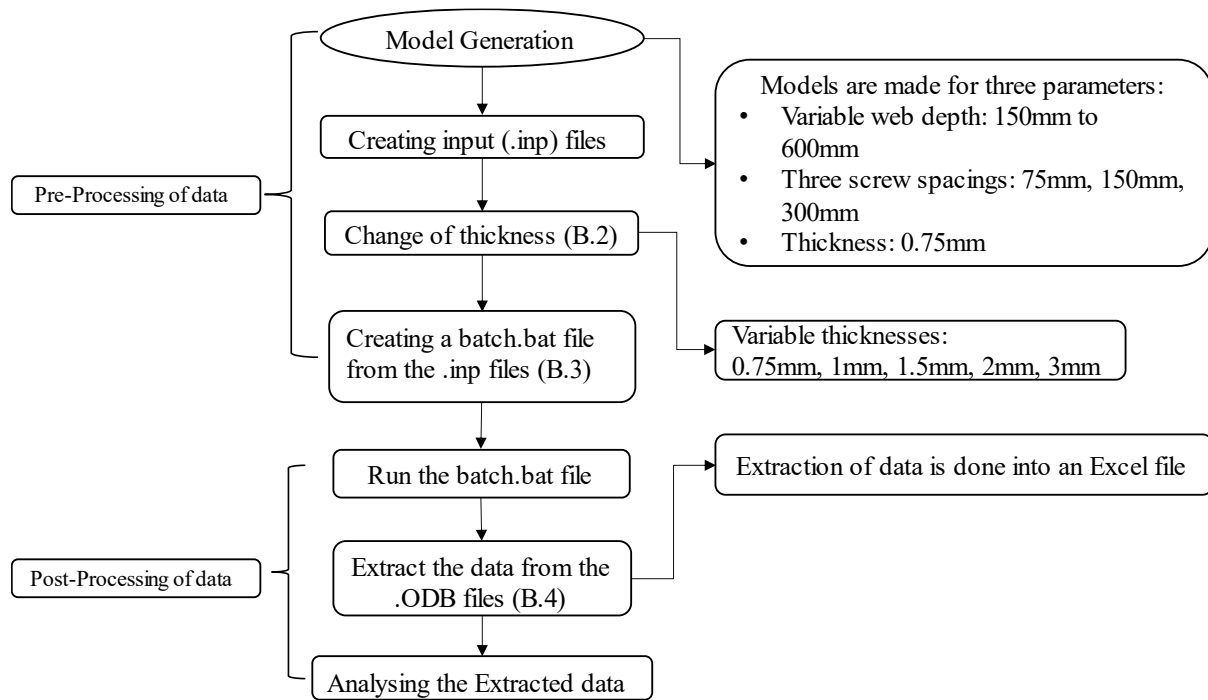 Model Generation
Creating input (.inp) files
Change of thickness (B.2)
Creating a batch.bat file
from the .inp files (B.3)
Pre-Processing of data
Models are made for three parameters:
• Variable web depth: 150mm to
600mm
• Three screw spacings: 75mm, 150mm,
300mm
• Thickness: 0.75mm
Variable thicknesses:
0.75mm, 1mm, 1.5mm, 2mm, 3mm
Run the batch.bat file
Extract the data from the
.ODB files (B.4)
Analysing the Extracted data
Post-Processing of data
Extraction of data is done into an Excel file